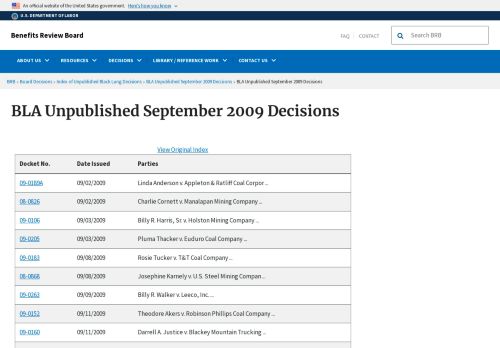 An official website of the United States government. Here's how you know
U.S. DEPARTMENT OF LABOR
Benefits Review Board
FAQ CONTACT Search BRB
ABOUT US RESOURCES DECISIONS LIBRARY / REFERENCE WORK CONTACT US
BRB » Board Decisions » Index of Unpublished Black Lung Decisions » BLA Unpublished September 2009 Decisions » BLA Unpublished September 2009 Decisions
BLA Unpublished September 2009 Decisions
View Original Index
Docket No. Date Issued Parties
09-0189A 09/02/2009 Linda Anderson v. Appleton & Ratliff Coal Corpor ...
08-0826 09/02/2009 Charlie Cornett v. Manalapan Mining Company ...
09-0106 09/03/2009 Billy R. Harris, Sr. v. Holston Mining Company ...
09-0205 09/03/2009 Pluma Thacker v. Euduro Coal Company ...
09-0183 09/08/2009 Rosie Tucker v. T&T Coal Company ...
08-0868 09/08/2009 Josephine Kamely v. U.S. Steel Mining Compan...
09-0263 09/09/2009 Billy R. Walker v. Leeco, Inc. ...
09-0153 09/11/2009 Theodore Akers v. Robinson Phillips Coal Company ...
09-0160 09/11/2009 Darrell A. Justice v. Blackey Mountain Trucking ...